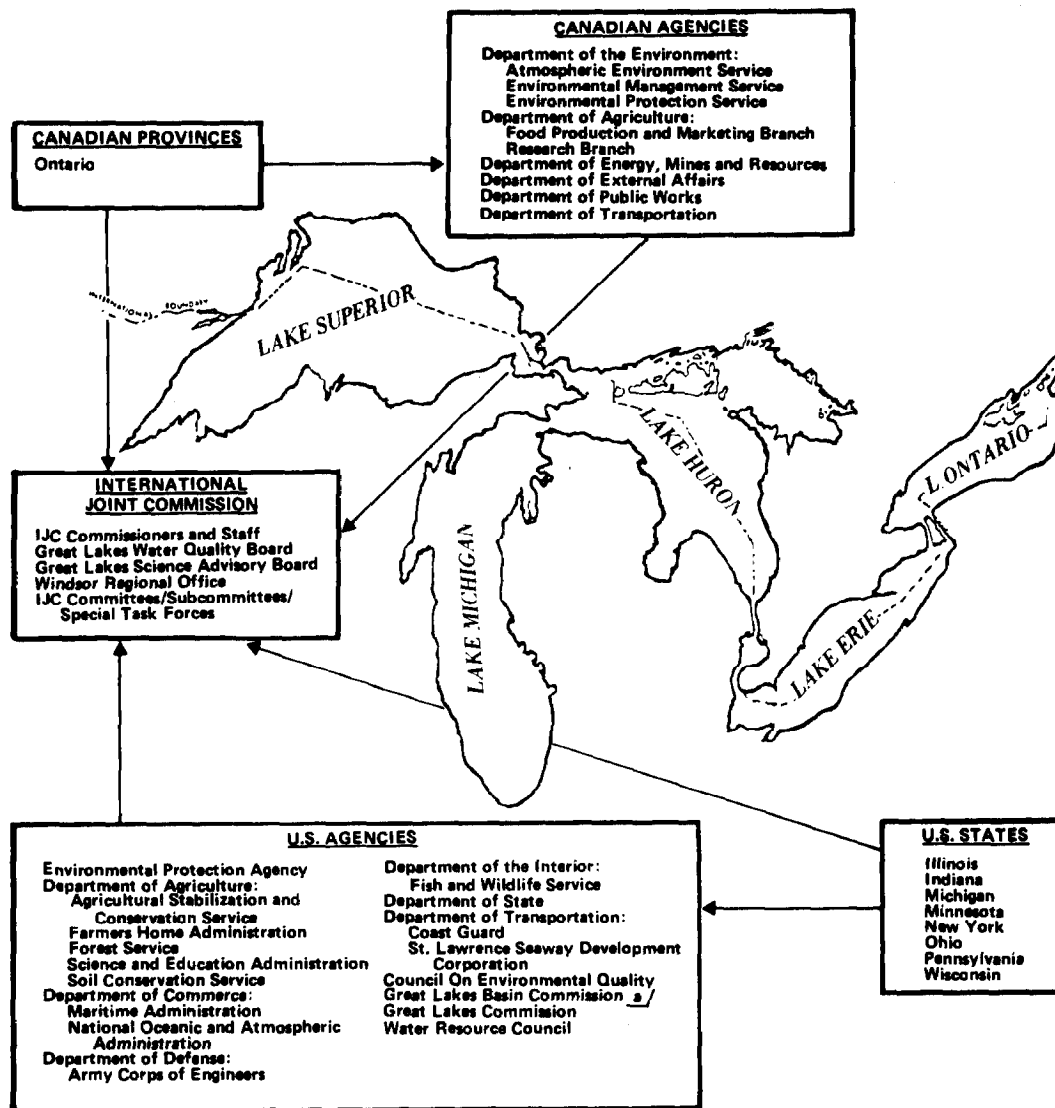 CANADIAN AGENCIES
Department of the Environment:
Atmospheric Environment Service
Environmental Management Service
Environmental Protection Service
Department of Agriculture:
Food Production and Marketing Branch
Research Branch
Department of Energy, Mines and Resources
Department of External Affairs
Department of Public Works
Department of Transportation
CANADIAN PROVINCES
Ontario
INTERNATIONAL BOUNDARY
LAKE SUPERIOR
LAKE HURON
L. ONTARIO
LAKE MICHIGAN
LAKE ERIE
INTERNATIONAL
JOINT COMMISSION
IJC Commissioners and Staff
Great Lakes Water Quality Board
Great Lakes Science Advisory Board
Windsor Regional Office
IJC Committees/Subcommittees/
Special Task Forces
U.S. AGENCIES
Environmental Protection Agency
Department of Agriculture:
Agricultural Stabilization and
Conservation Service
Farmers Home Administration
Forest Service
Science and Education Administration
Soil Conservation Service
Department of Commerce:
Maritime Administration
National Oceanic and Atmospheric
Administration
Department of Defense:
Army Corps of Engineers
Department of the Interior:
Fish and Wildlife Service
Department of State
Department of Transportation:
Coast Guard
St. Lawrence Seaway Development
Corporation
Council On Environmental Quality
Great Lakes Basin Commission a/
Great Lakes Commission
Water Resource Council
U.S. STATES
Illinois
Indiana
Michigan
Minnesota
New York
Ohio
Pennsylvania
Wisconsin